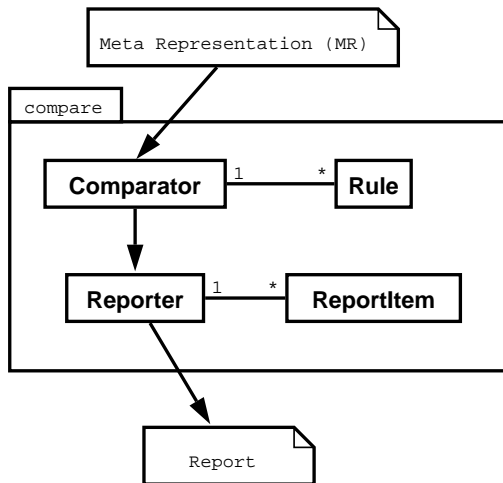 Meta Representation (MR)
compare
Comparator 1 * Rule
Reporter 1 * ReportItem
Report